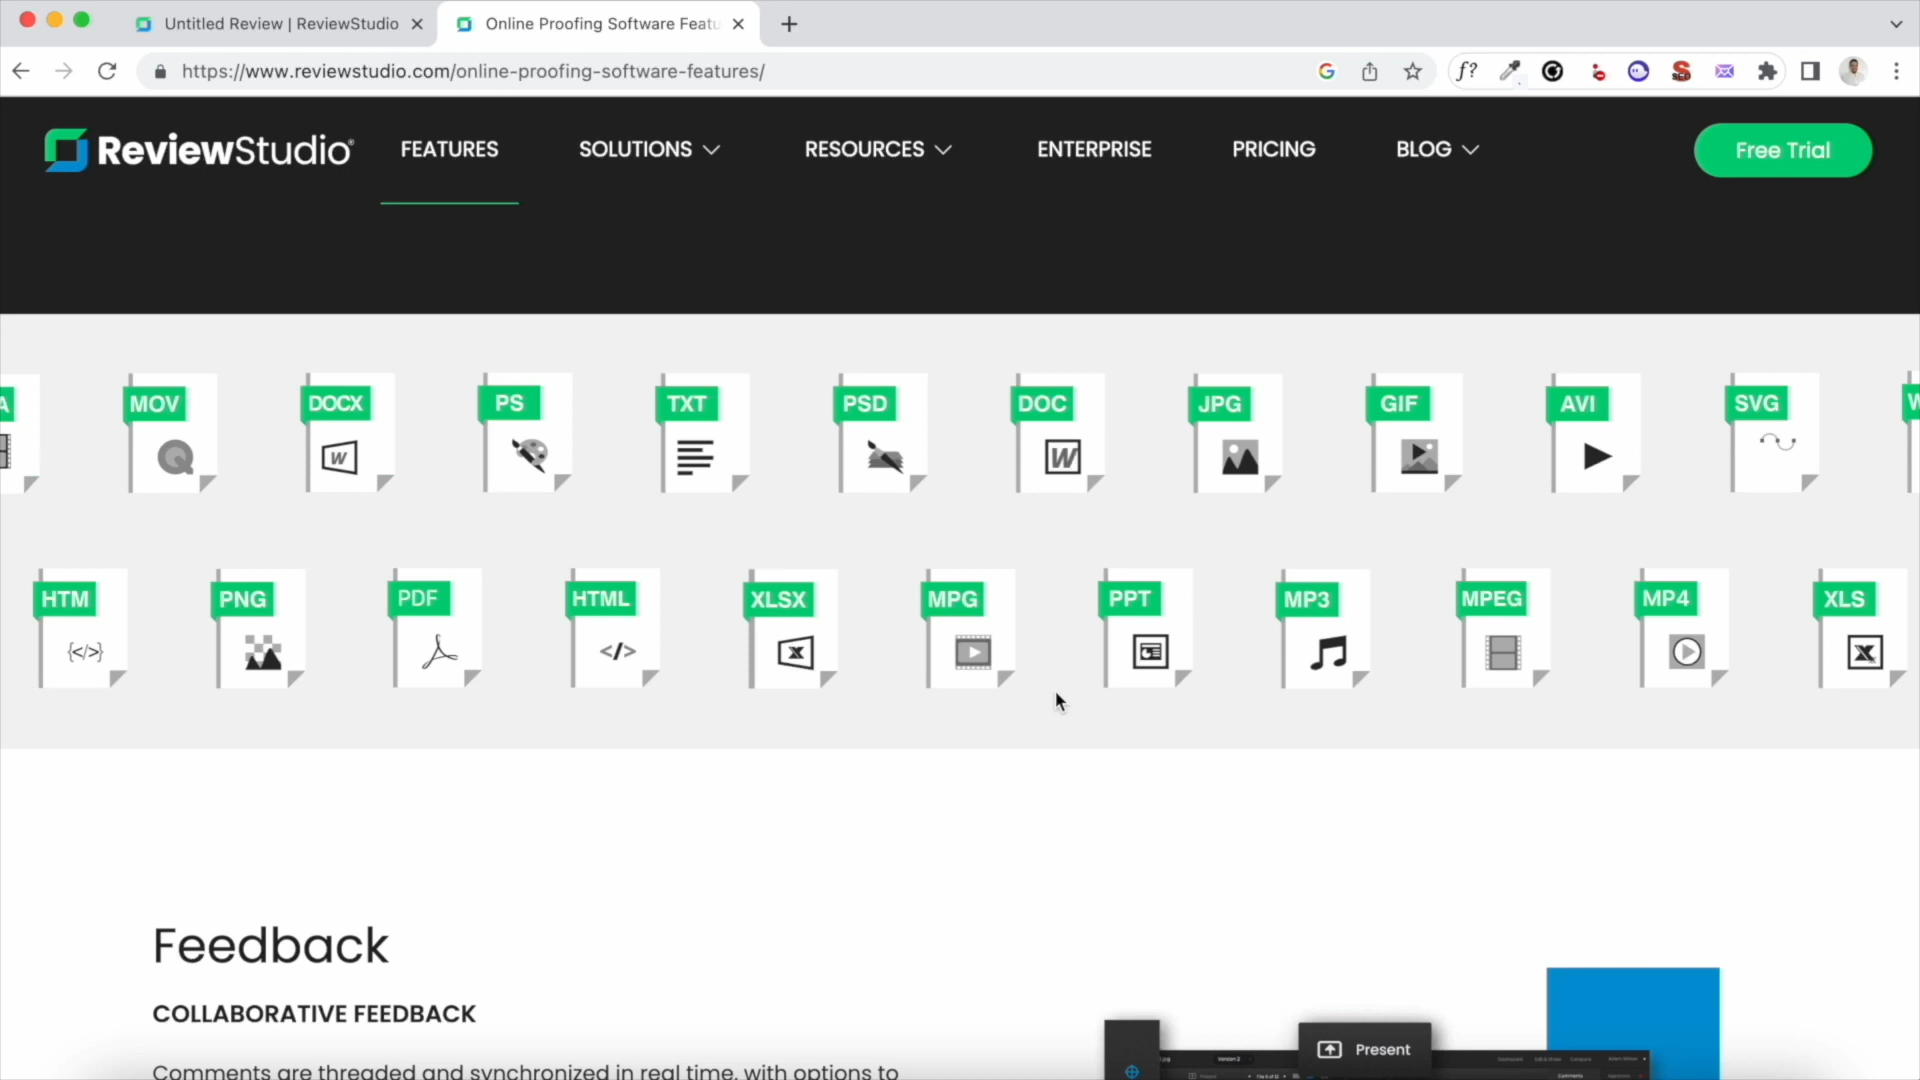 Untitled Review | ReviewStudio
Online Proofing Software Featu
https://www.reviewstudio.com/online-proofing-software-features/
f?
ReviewStudio®
FEATURES
SOLUTIONS
RESOURCES
ENTERPRISE
PRICING
BLOG
Free Trial
A
MOV
DOCX
PS
TXT
PSD
DOC
JPG
GIF
AVI
SVG
W
HTM
PNG
PDF
HTML
XLSX
MPG
PPT
MP3
MPEG
MP4
XLS
Feedback
COLLABORATIVE FEEDBACK
Comments are threaded and synchronized in real time, with options to
Present
Version 2
Comments